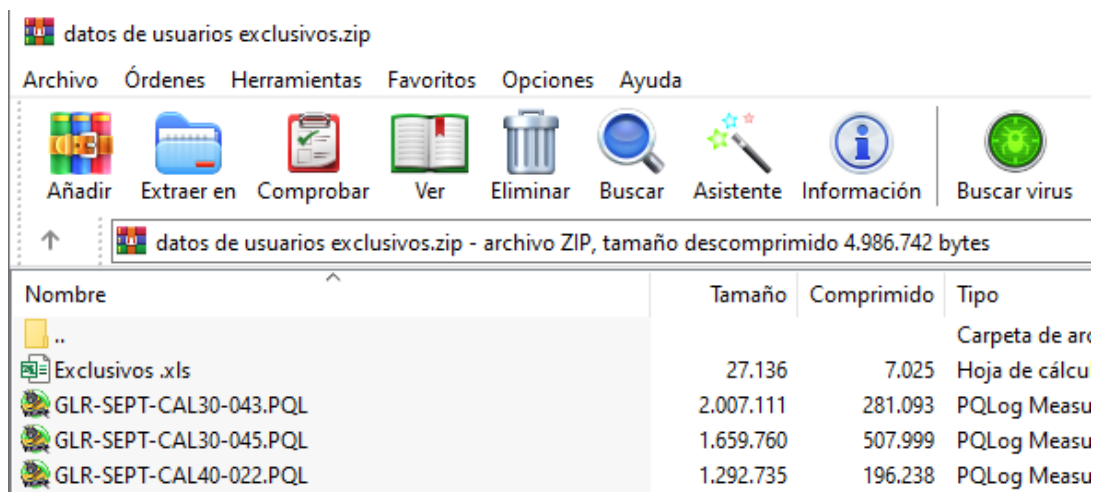 datos de usuarios exclusivos.zip
Archivo Órdenes Herramientas Favoritos Opciones Ayuda
Añadir Extraer en Comprobar Ver Eliminar Buscar Asistente Información Buscar virus
datos de usuarios exclusivos.zip - archivo ZIP, tamaño descomprimido 4.986.742 bytes
Nombre Tamaño Comprimido Tipo
.. Carpeta de arc
Exclusivos .xls 27.136 7.025 Hoja de cálcu
GLR-SEPT-CAL30-043.PQL 2.007.111 281.093 PQLog Measu
GLR-SEPT-CAL30-045.PQL 1.659.760 507.999 PQLog Measu
GLR-SEPT-CAL40-022.PQL 1.292.735 196.238 PQLog Measu